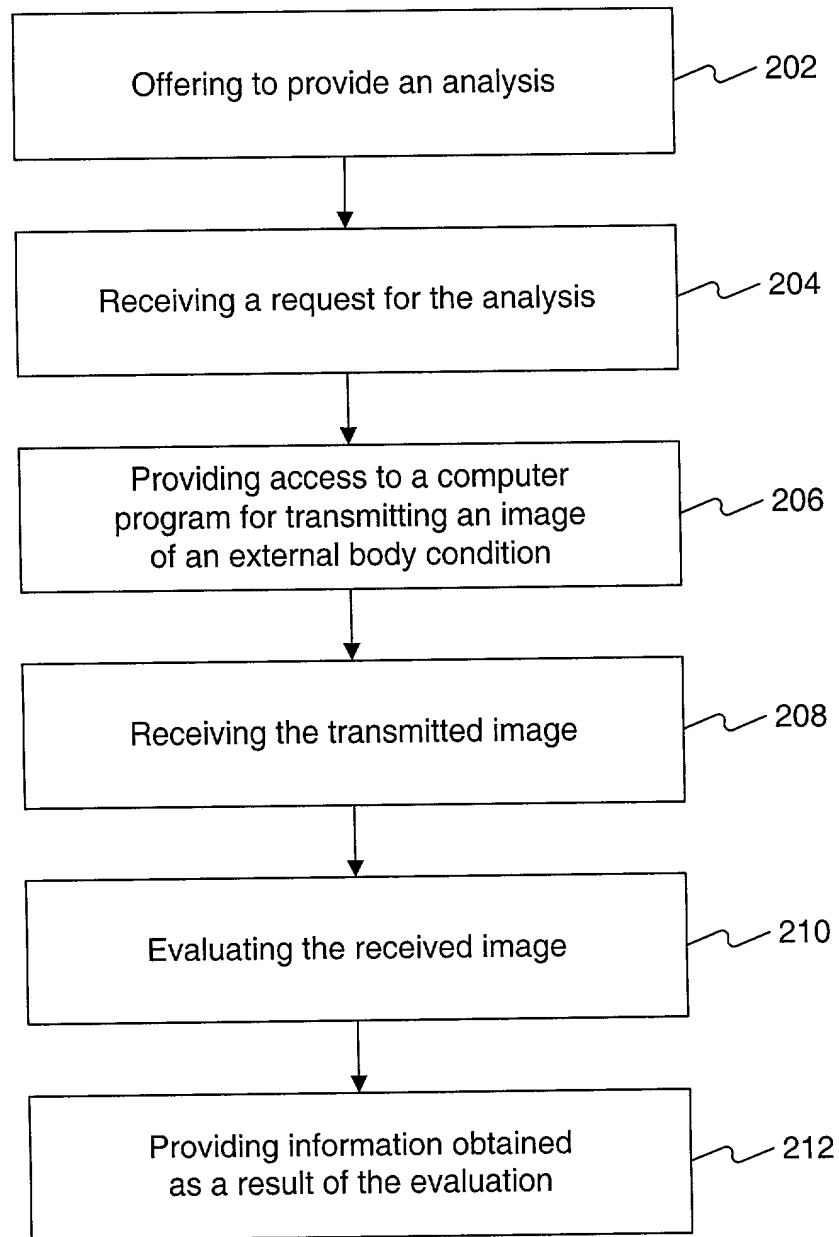 Offering to provide an analysis
202
Receiving a request for the analysis
204
Providing access to a computer
program for transmitting an image
of an external body condition
206
Receiving the transmitted image
208
Evaluating the received image
210
Providing information obtained
as a result of the evaluation
212